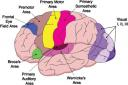 Primary Motor
Area
Primary
Somesthetic
Area
Premotor
Area
Visual
I, II, III
Frontal
Eye
Field
Area
Broca's
Area
Primary
Auditory
Area
Wernicke's
Area